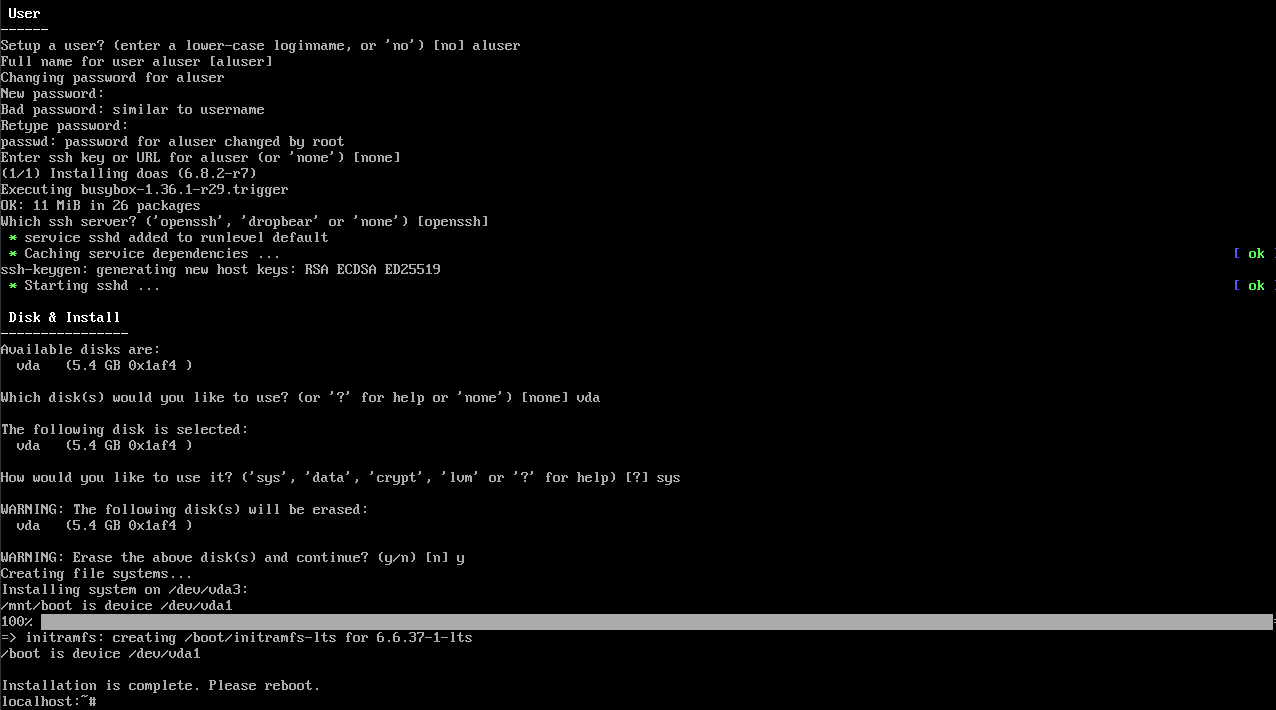 User
------
Setup a user? (enter a lower-case loginname, or 'no') [no] aluser
Full name for user aluser [aluser]
Changing password for aluser
New password:
Bad password: similar to username
Retype password:
passwd: password for aluser changed by root
Enter ssh key or URL for aluser (or 'none') [none]
(1/1) Installing doas (6.8.2-r7)
Executing busybox-1.36.1-r29.trigger
OK: 11 MiB in 26 packages
Which ssh server? ('openssh', 'dropbear' or 'none') [openssh]
 * service sshd added to runlevel default
 * Caching service dependencies ... [ ok ]
ssh-keygen: generating new host keys: RSA ECDSA ED25519
 * Starting sshd ... [ ok ]
Disk & Install
----------------
Available disks are:
  vda   (5.4 GB 0x1af4 )
Which disk(s) would you like to use? (or '?' for help or 'none') [none] vda
The following disk is selected:
  vda   (5.4 GB 0x1af4 )
How would you like to use it? ('sys', 'data', 'crypt', 'lvm' or '?' for help) [?] sys
WARNING: The following disk(s) will be erased:
  vda   (5.4 GB 0x1af4 )
WARNING: Erase the above disk(s) and continue? (y/n) [n] y
Creating file systems...
Installing system on /dev/vda3:
/mnt/boot is device /dev/vda1
100%
=> initramfs: creating /boot/initramfs-lts for 6.6.37-1-lts
/boot is device /dev/vda1
Installation is complete. Please reboot.
localhost:~#